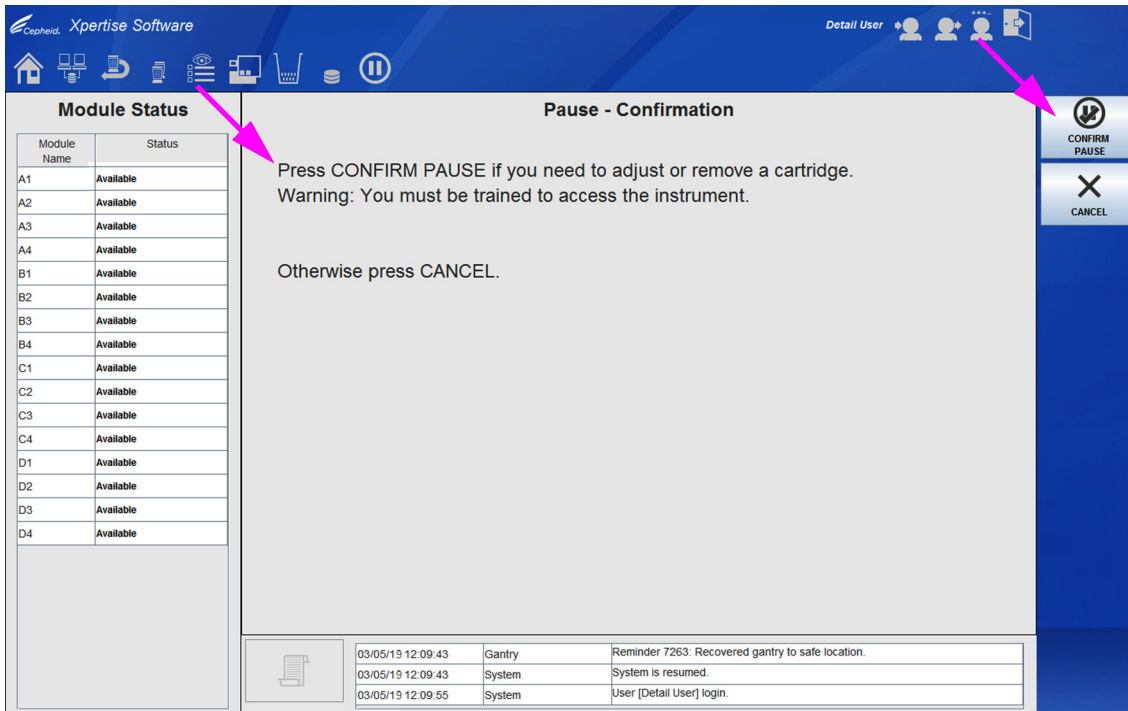 Cepheid. Xpertise Software
Detail User
Module Status
Pause - Confirmation
CONFIRM
PAUSE
CANCEL
Module
Name
Status
A1 Available
A2 Available
A3 Available
A4 Available
B1 Available
B2 Available
B3 Available
B4 Available
C1 Available
C2 Available
C3 Available
C4 Available
D1 Available
D2 Available
D3 Available
D4 Available
Press CONFIRM PAUSE if you need to adjust or remove a cartridge.
Warning: You must be trained to access the instrument.
Otherwise press CANCEL.
03/05/19 12:09:43 Gantry Reminder 7263: Recovered gantry to safe location.
03/05/19 12:09:43 System System is resumed.
03/05/19 12:09:55 System User [Detail User] login.